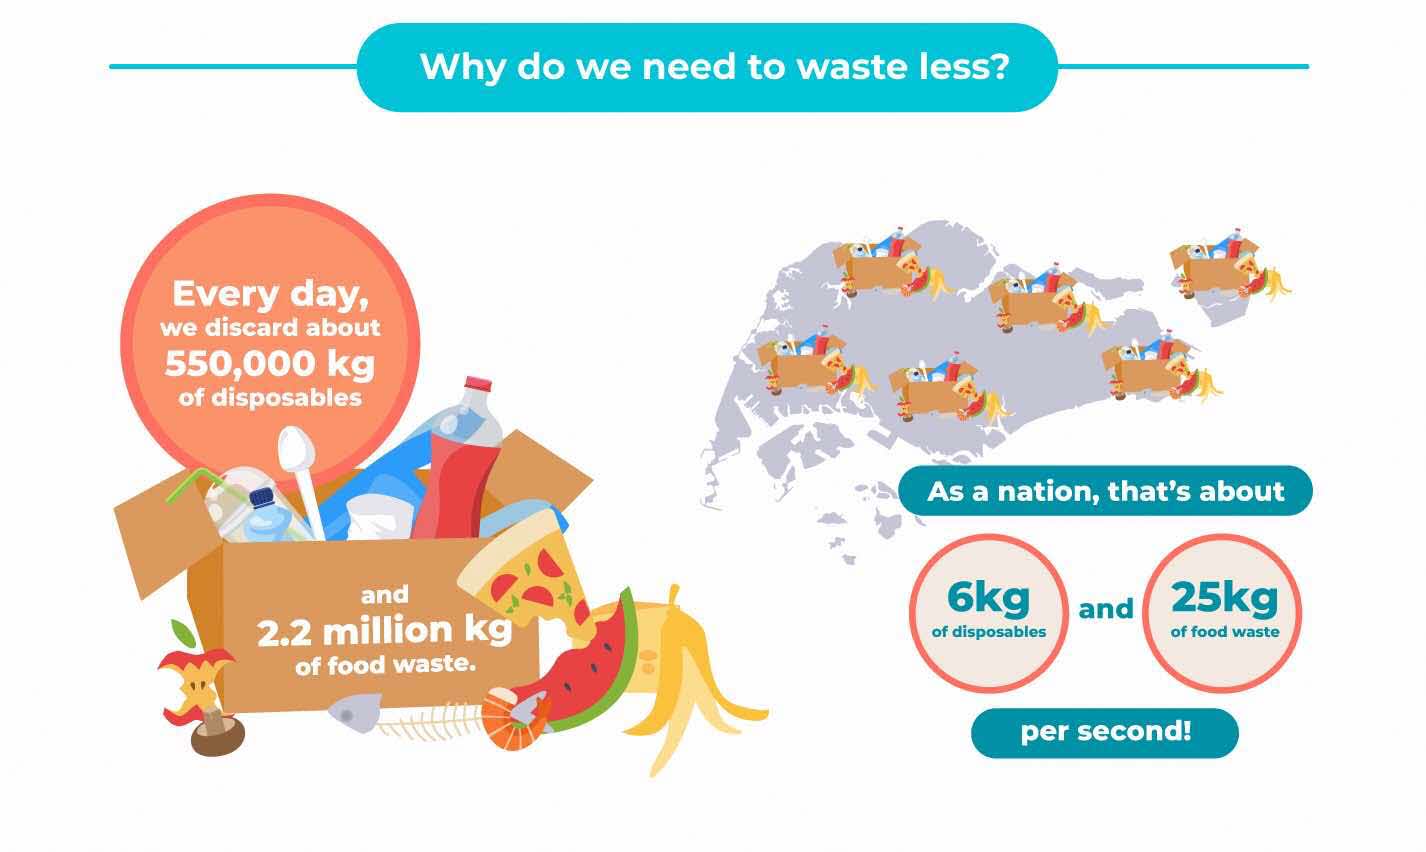 Why do we need to waste less?
Every day,
we discard about
550,000 kg
of disposables
and
2.2 million kg
of food waste.
As a nation, that's about
6kg
of disposables
and
25kg
of food waste
per second!